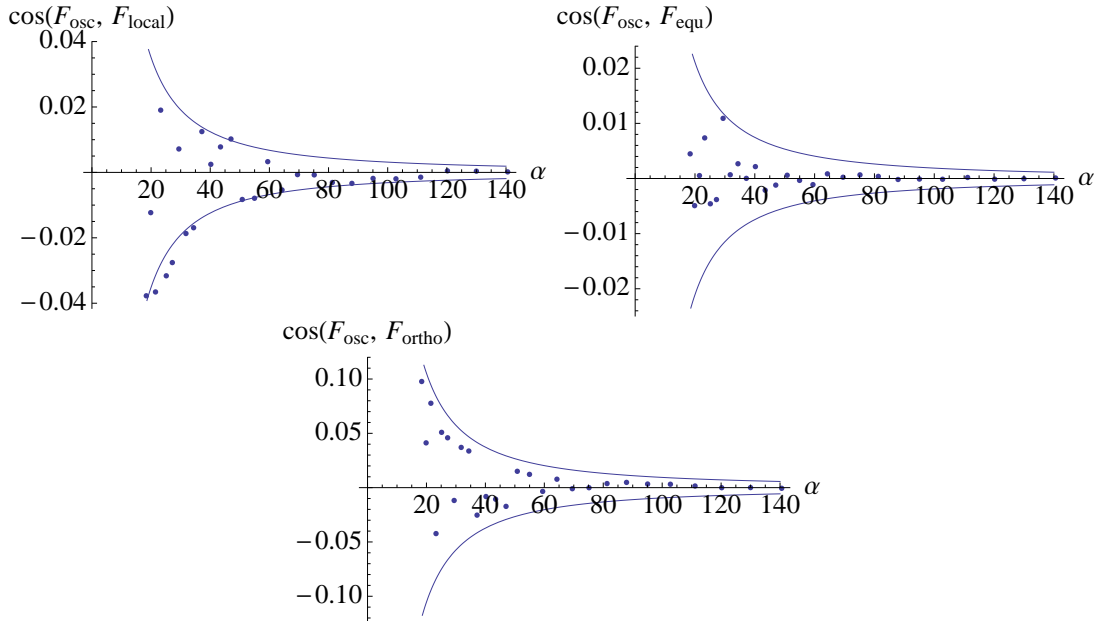 cos(F_osc, F_local)
0.04
0.02
−0.02
−0.04
20 40 60 80 100 120 140 α
cos(F_osc, F_equ)
0.02
0.01
−0.01
−0.02
20 40 60 80 100 120 140 α
cos(F_osc, F_ortho)
0.10
0.05
−0.05
−0.10
20 40 60 80 100 120 140 α